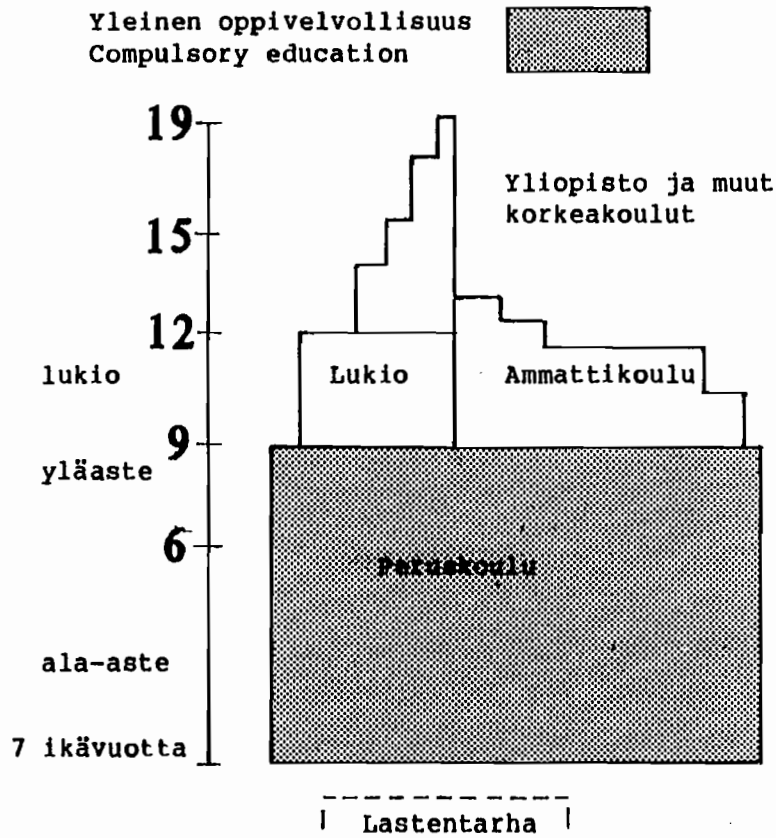 Yleinen oppivelvollisuus
Compulsory education
19
Yliopisto ja muut
korkeakoulut
15
12
lukio
Lukio
Ammattikoulu
9
yläaste
6
Peruskoulu
ala-aste
7 ikävuotta
Lastentarha